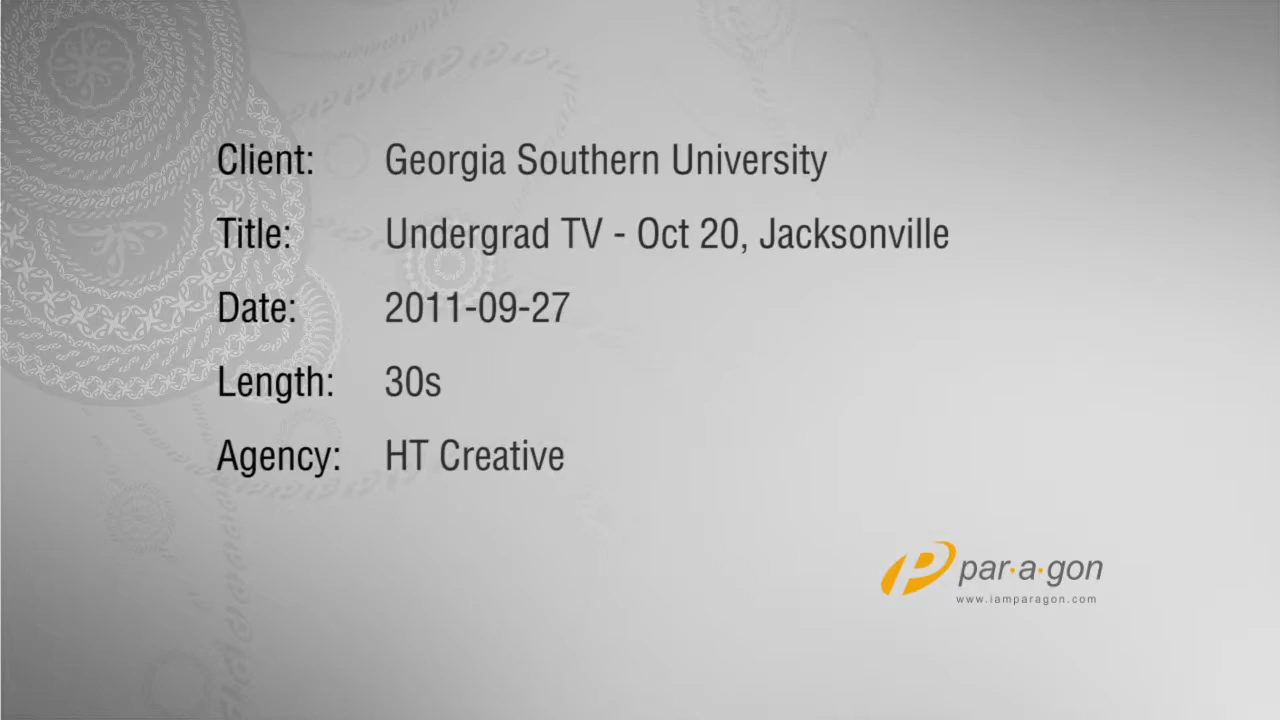 Client: Georgia Southern University
Title: Undergrad TV - Oct 20, Jacksonville
Date: 2011-09-27
Length: 30s
Agency: HT Creative
par·a·gon
www.iamparagon.com